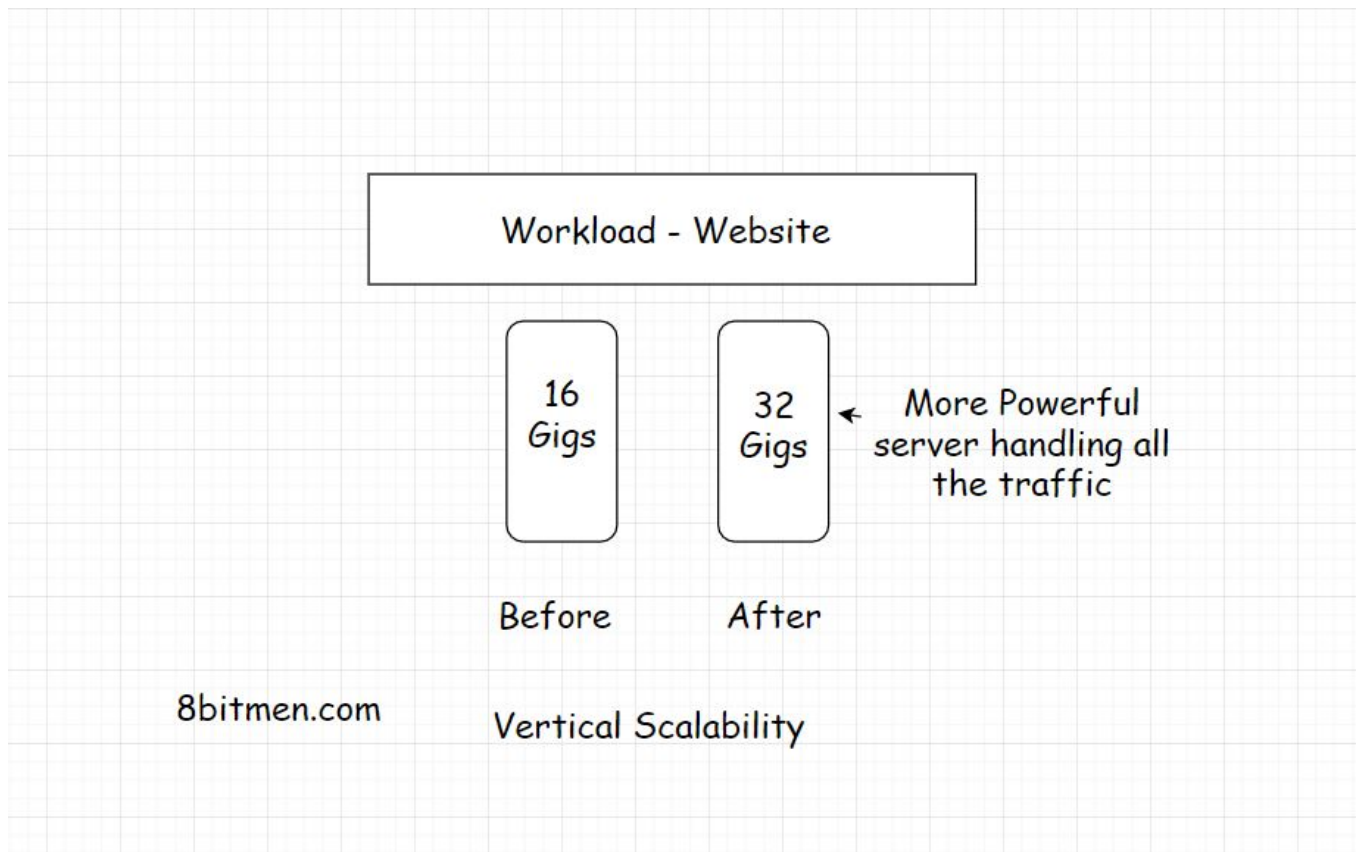 Workload - Website
16
Gigs
32
Gigs
More Powerful
server handling all
the traffic
Before
After
8bitmen.com
Vertical Scalability